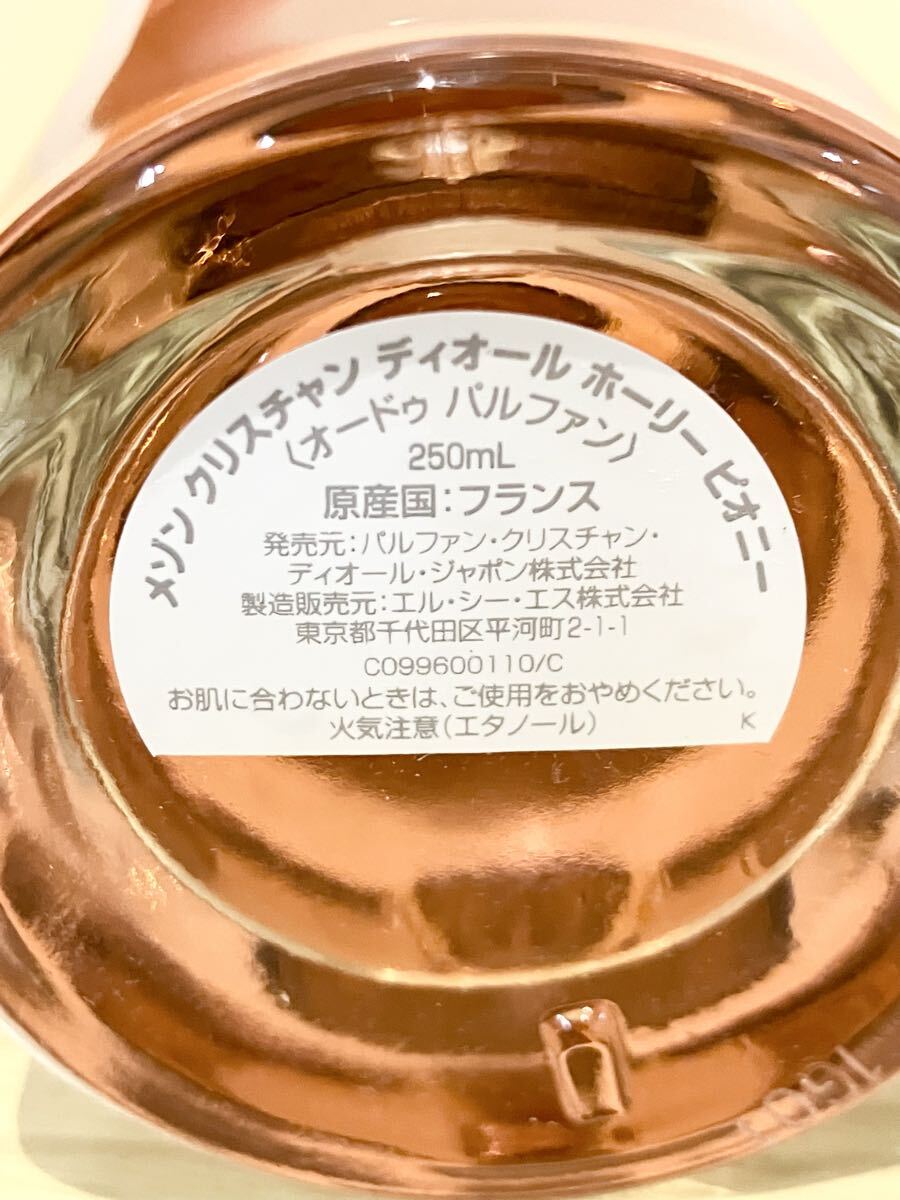 メゾン クリスチャン ディオール ホーリー ピオニー
(オードゥ パルファン)
250mL
原産国:フランス
発売元:パルファン・クリスチャン・
ディオール・ジャポン株式会社
製造販売元:エル・シー・エス株式会社
東京都千代田区平河町2-1-1
C099600110/C
お肌に合わないときは、ご使用をおやめください。
火気注意(エタノール)
K